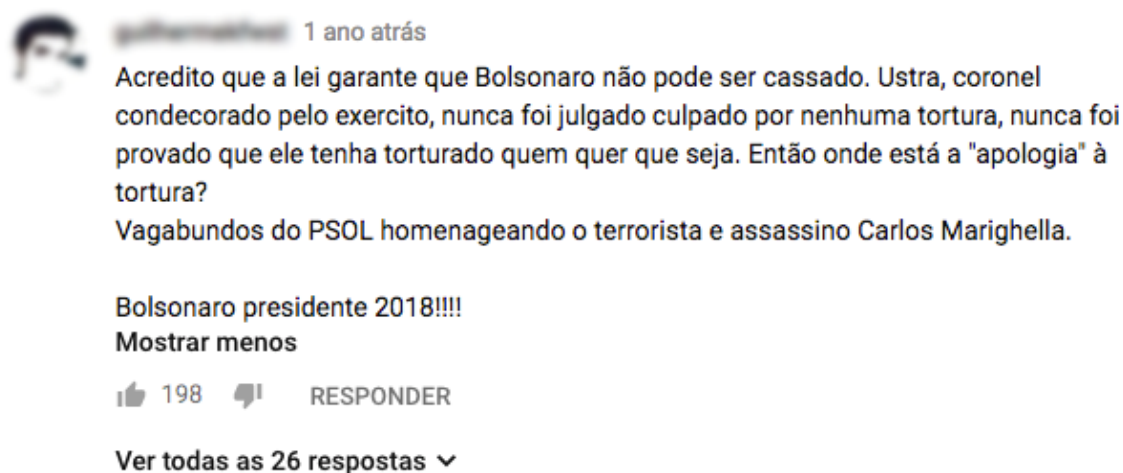 1 ano atrás
Acredito que a lei garante que Bolsonaro não pode ser cassado. Ustra, coronel
condecorado pelo exercito, nunca foi julgado culpado por nenhuma tortura, nunca foi
provado que ele tenha torturado quem quer que seja. Então onde está a "apologia" à
tortura?
Vagabundos do PSOL homenageando o terrorista e assassino Carlos Marighella.
Bolsonaro presidente 2018!!!!
Mostrar menos
198 RESPONDER
Ver todas as 26 respostas